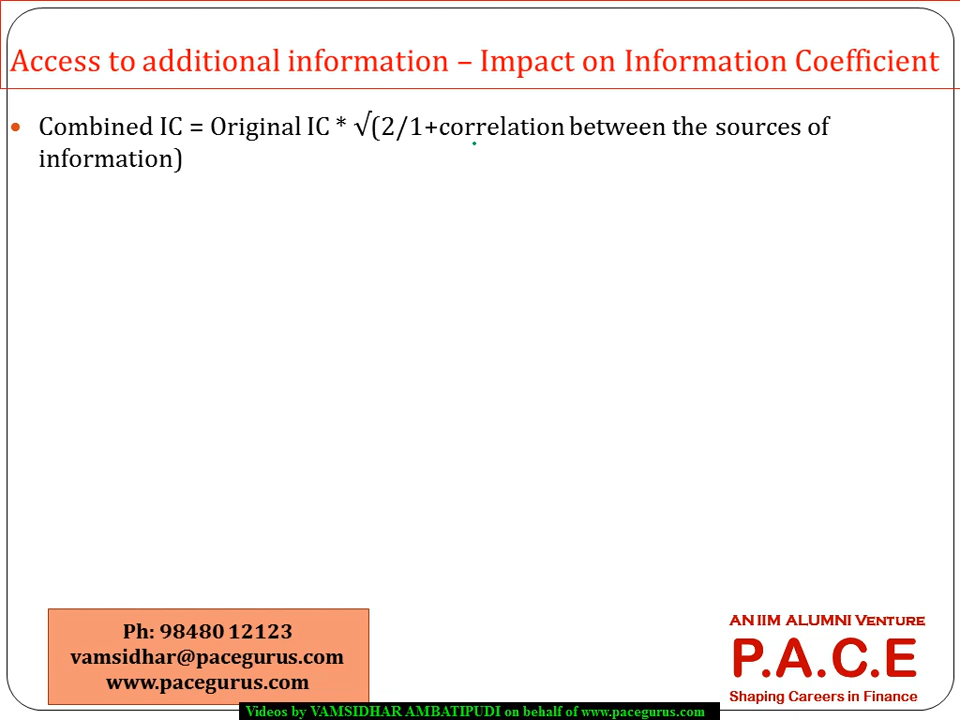 Access to additional information – Impact on Information Coefficient
• Combined IC = Original IC * √(2/1+correlation between the sources of
information)
Ph: 98480 12123
vamsidhar@pacegurus.com
www.pacegurus.com
AN IIM ALUMNI VENTURE
P.A.C.E
Shaping Careers in Finance
Videos by VAMSIDHAR AMBATIPUDI on behalf of www.pacegurus.com